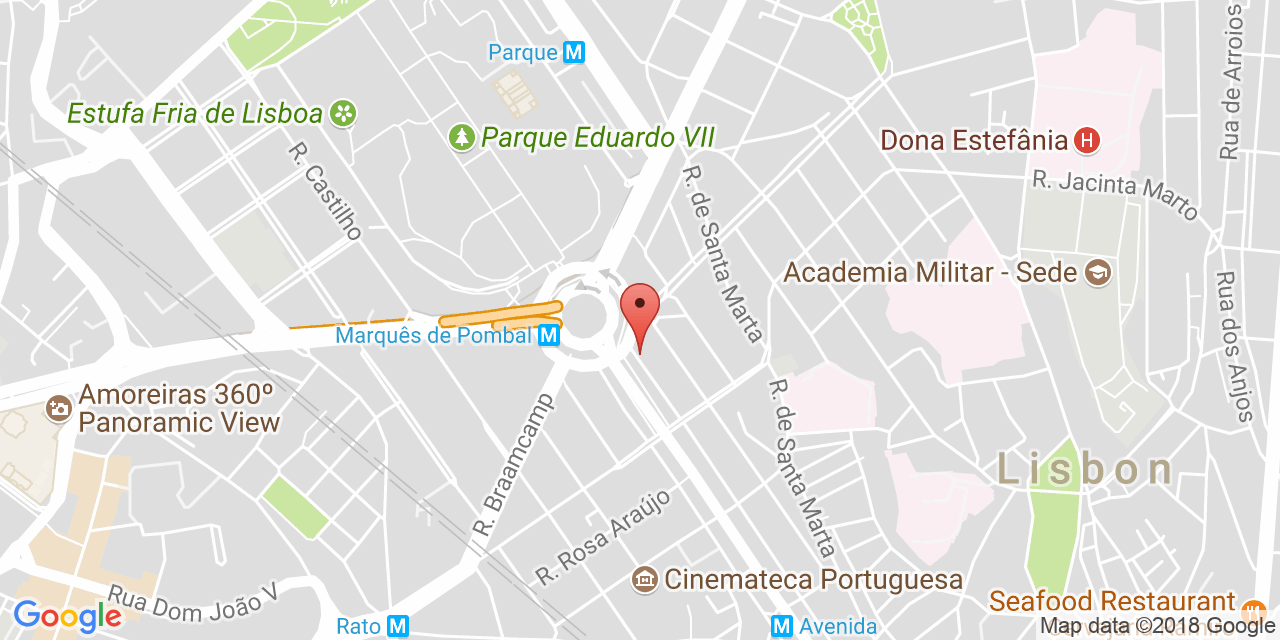 Parque M
Rua de Arroios
Estufa Fria de Lisboa
Parque Eduardo VII
Dona Estefânia H
R. Castilho
R. de Santa Marta
R. Jacinta Marto
Academia Militar - Sede
Rua dos Anjos
Marquês de Pombal M
Amoreiras 360º
Panoramic View
R. Braamcamp
R. de Santa Marta
Lisbon
R. Rosa Araújo
Cinemateca Portuguesa
Rua Dom João V
Seafood Restaurant
Google
Rato M
M Avenida
Map data ©2018 Google